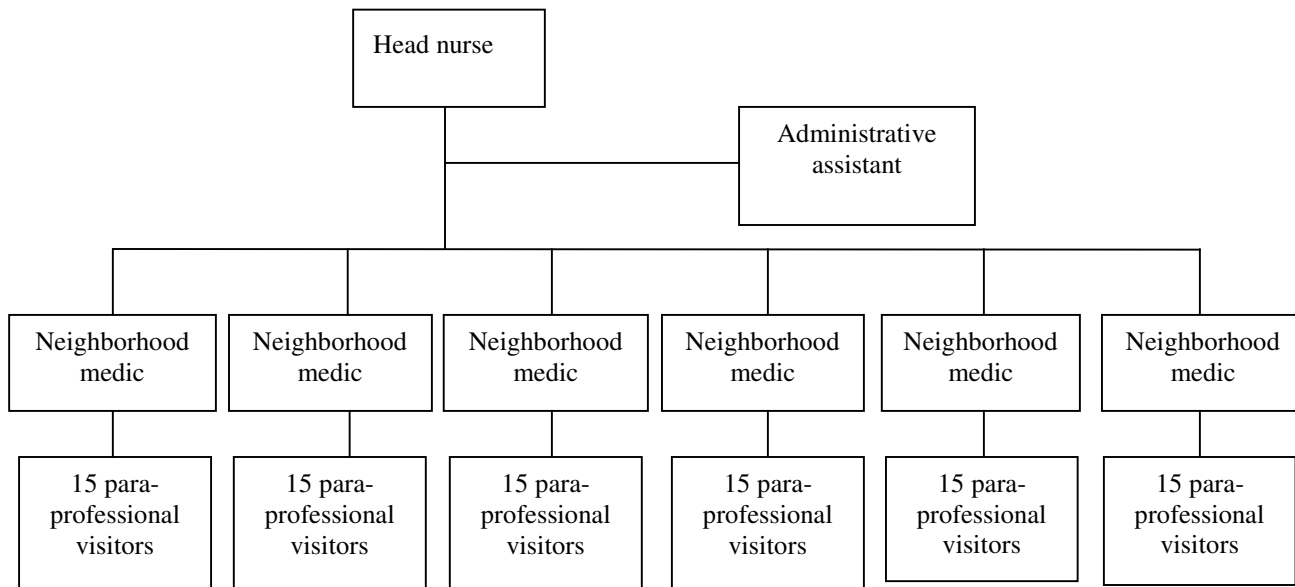 Head nurse
Administrative
assistant
Neighborhood
medic
Neighborhood
medic
Neighborhood
medic
Neighborhood
medic
Neighborhood
medic
Neighborhood
medic
15 para-
professional
visitors
15 para-
professional
visitors
15 para-
professional
visitors
15 para-
professional
visitors
15 para-
professional
visitors
15 para-
professional
visitors